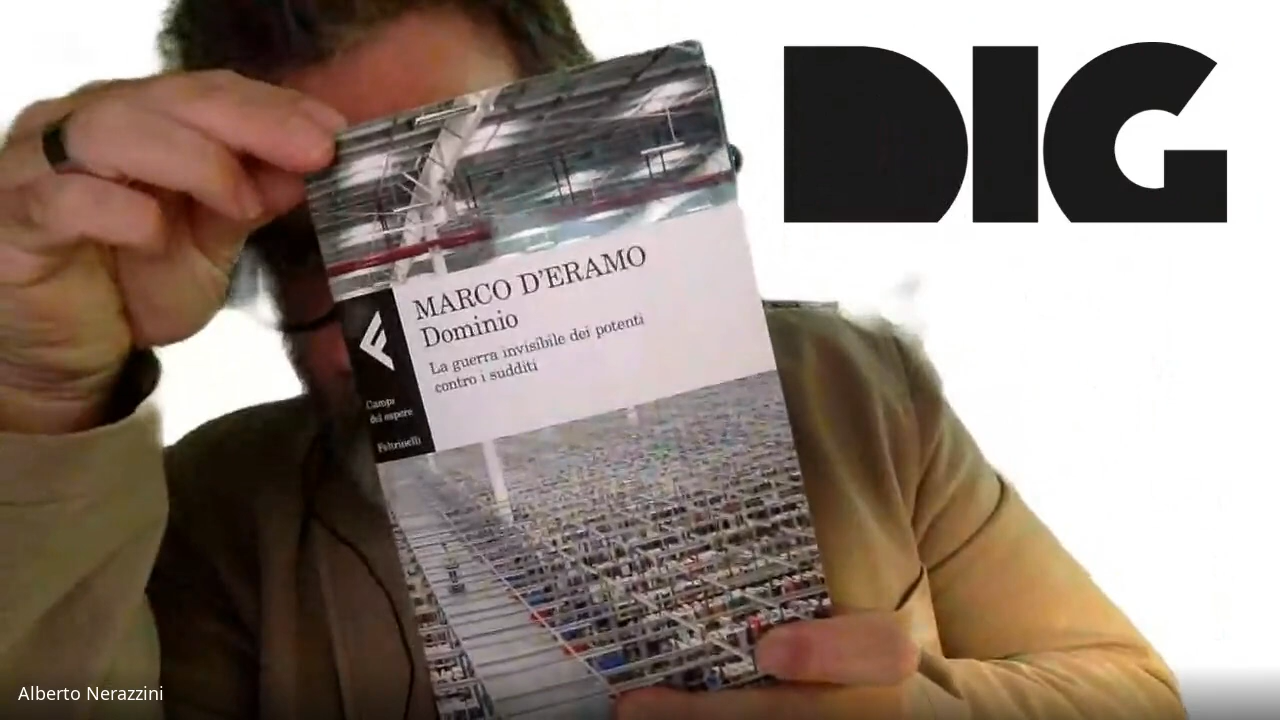 DIG
MARCO D'ERAMO
Dominio
La guerra invisibile dei potenti
contro i sudditi
Campi
del sapere
Feltrinelli
Alberto Nerazzini